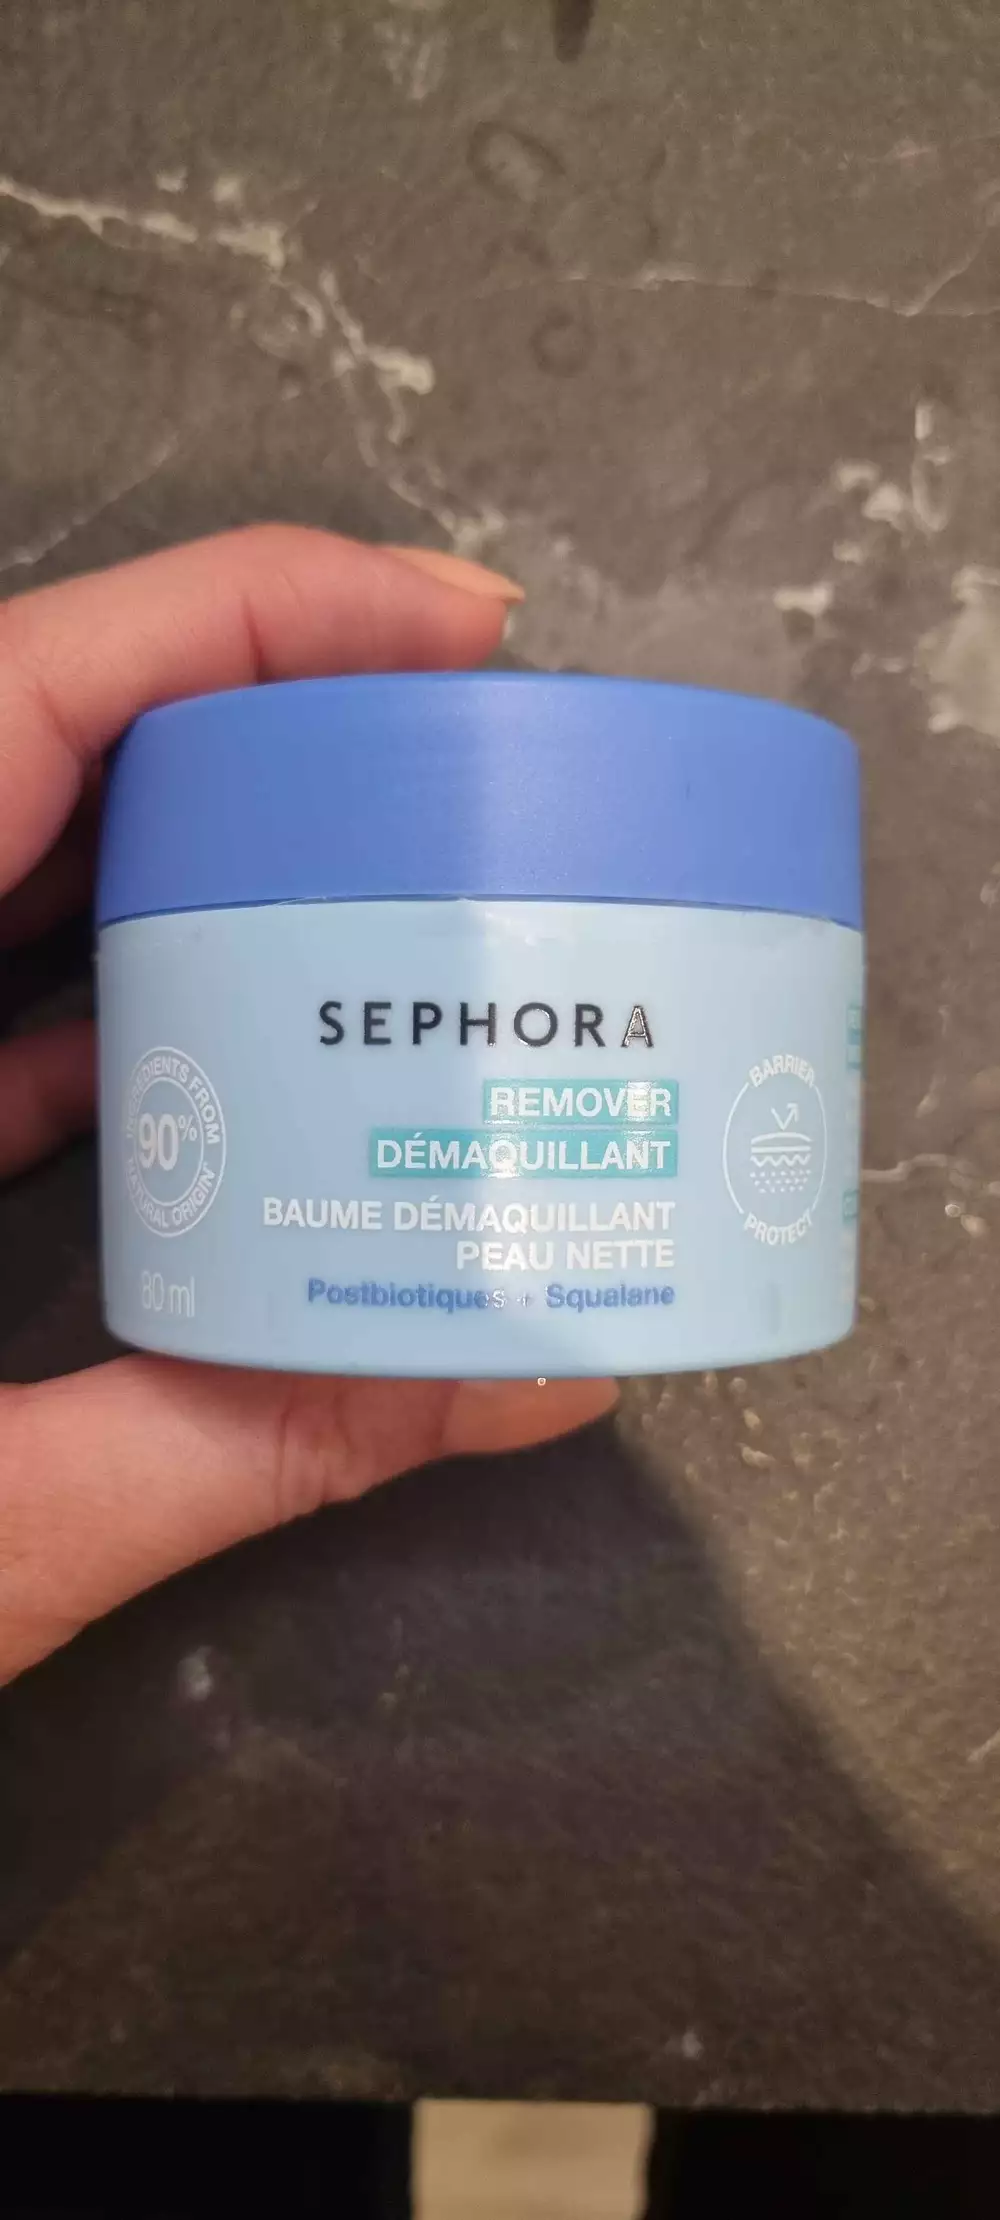 SEPHORA
REMOVER
DÉMAQUILLANT
BAUME DÉMAQUILLANT
PEAU NETTE
Postbiotiques + Squalane
INGREDIENTS FROM
90%
NATURAL ORIGIN*
80 ml
BARRIER
PROTECT